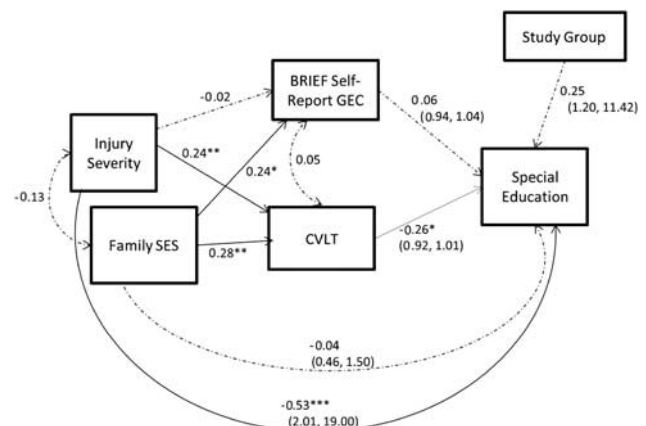 Study Group
BRIEF Self-
Report GEC
-0.02
0.06
(0.94, 1.04)
0.25
(1.20, 11.42)
Injury
Severity
0.24**
0.24*
0.05
Special
Education
-0.13
Family SES
0.28**
CVLT
-0.26*
(0.92, 1.01)
-0.04
(0.46, 1.50)
-0.53***
(2.01, 19.00)